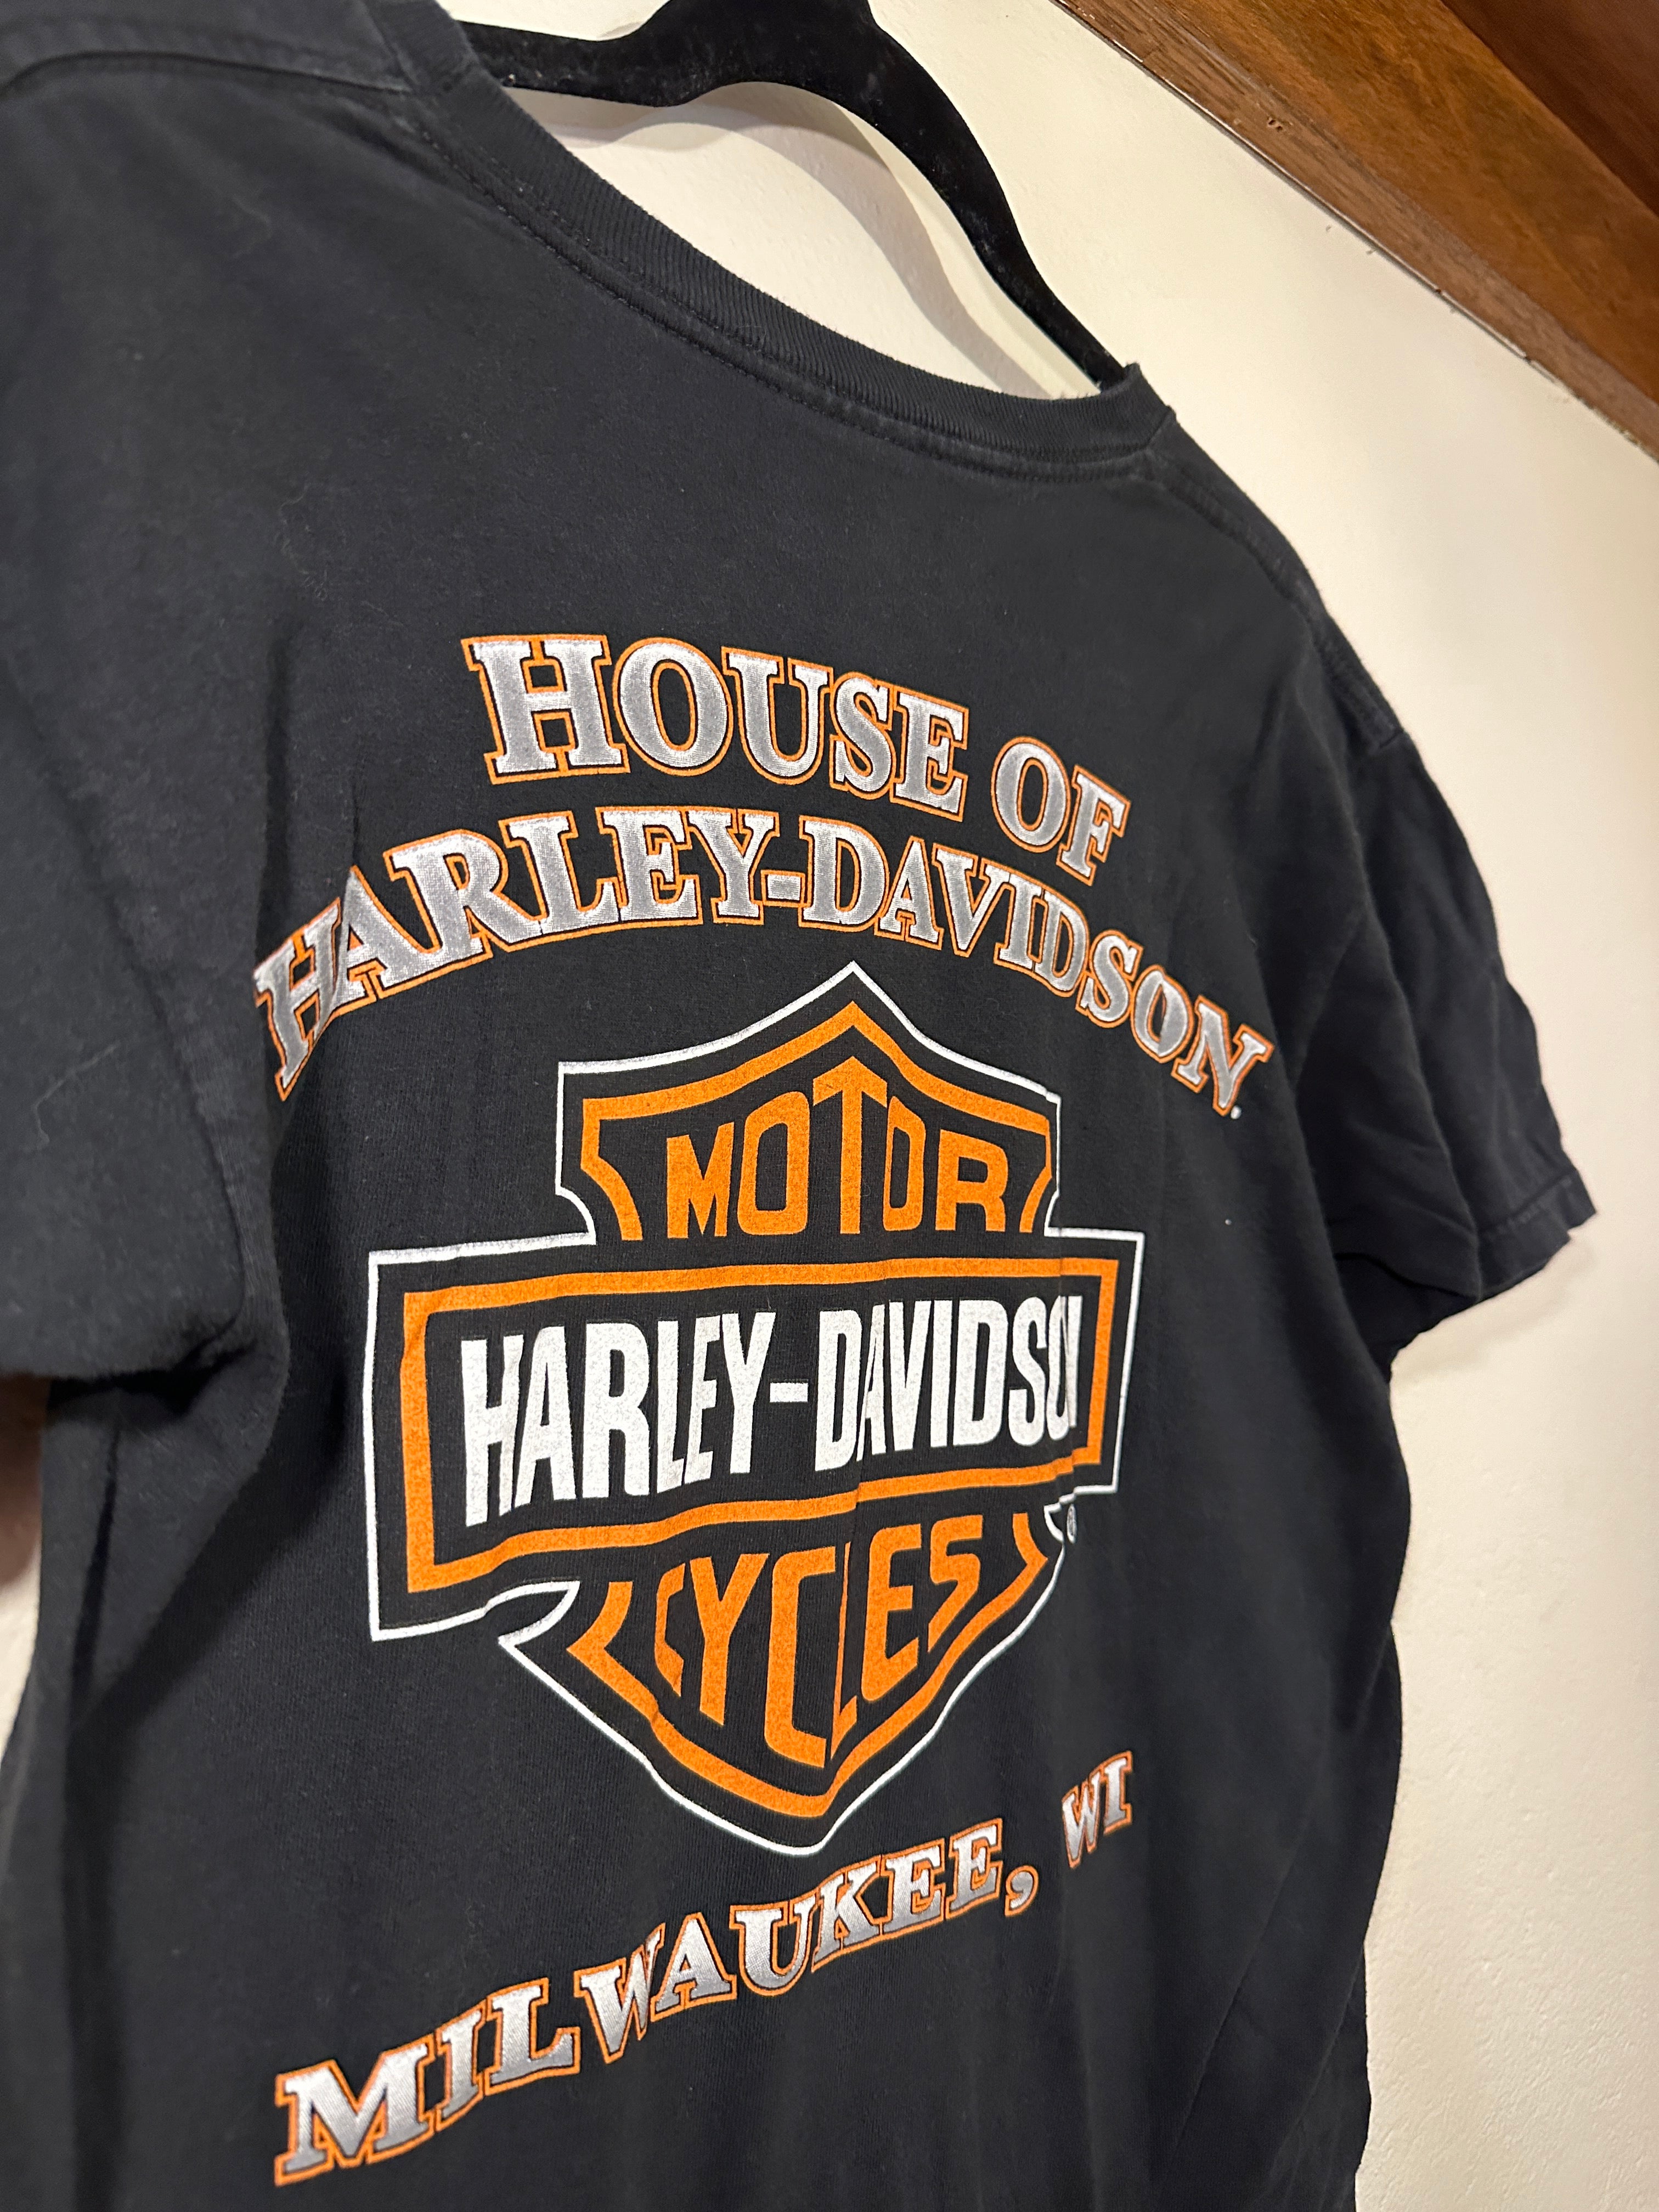 HOUSE OF
HARLEY-DAVIDSON.
MOTOR
HARLEY-DAVIDSON
®
CYCLES
MILWAUKEE, WI